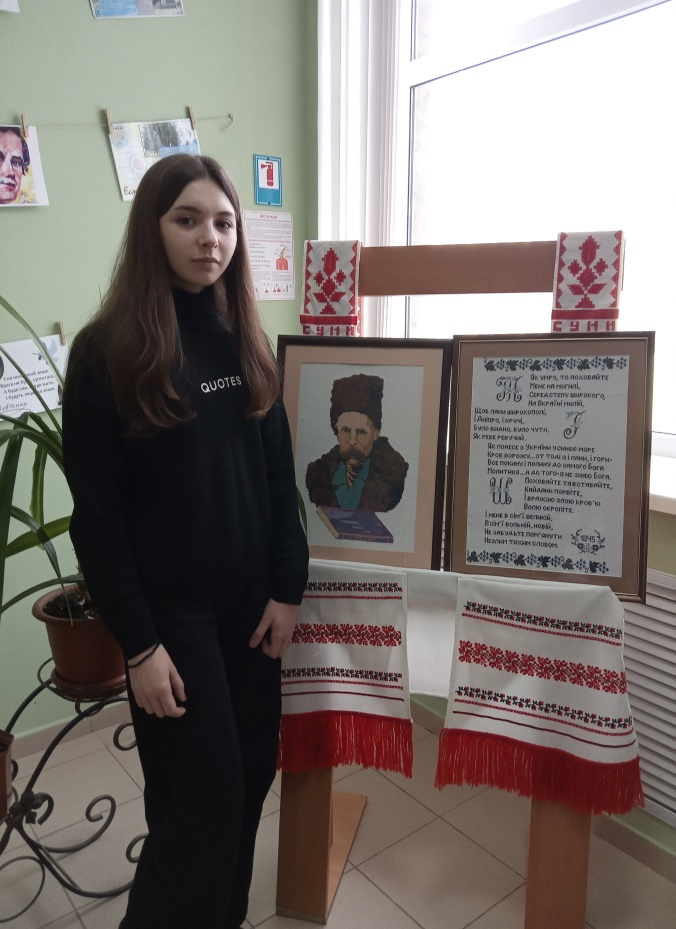 QUOTES
СУМИ
СУМИ
Т
Як умру, то поховайте
Мене на могилі,
Серед степу широкого,
На Вкраїні милій,
Щоб лани широкополі,
Г
І Дніпро, і кручі,
Було видно, було чути,
Як реве ревучий.
Як понесе з України у синєє море
Кров ворожу...отоді я і лани, і гори-
Все покину і полину до самого Бога
Молитися...а до того-я не знаю Бога.
Ш
Поховайте та вставайте,
Кайдани порвіте,
І вражою злою кров'ю
Волю окропіте.
І мене в сім'ї великій,
В сім'ї вольній, новій,
Не забудьте пом'янути
Незлим тихим словом.
1845